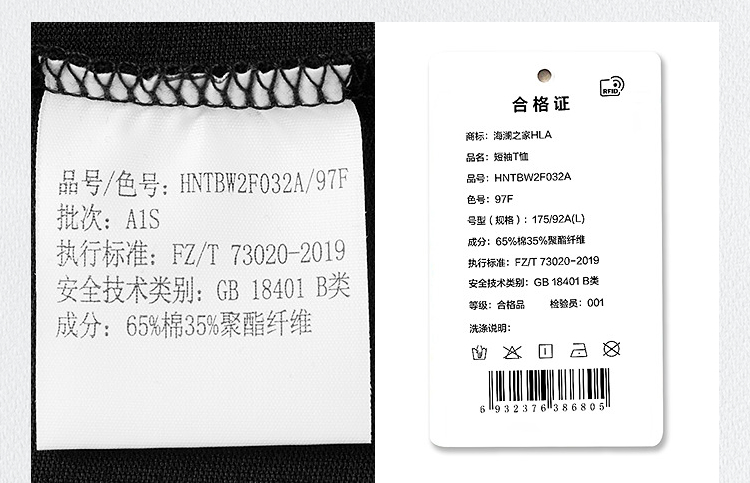 品号/色号: HNTBW2F032A/97F
批次: A1S
执行标准: FZ/T 73020-2019
安全技术类别: GB 18401 B类
成分: 65%棉35%聚酯纤维
RFID
合格证
商标: 海澜之家HLA
品名: 短袖T恤
品号: HNTBW2F032A
色号: 97F
号型（规格）: 175/92A(L)
成分: 65%棉35%聚酯纤维
执行标准: FZ/T 73020-2019
安全技术类别: GB 18401 B类
等级: 合格品 检验员: 001
洗涤说明:
6 932376 386805